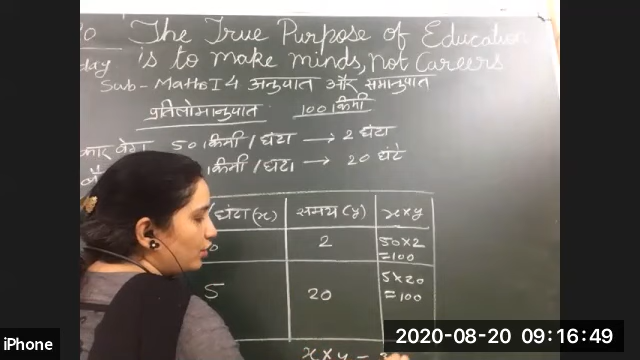 The True Purpose of Education
day is to make minds, not Careers
Sub-Maths I 4 अनुपात और समानुपात
प्रतिलोमानुपात 100 किमी
कार वेग 50 किमी/घंटा → 2 घंटा
किमी/घंटा → 20 घंटे
/घंटा (x) समय (y) x×y
0 2 50×2 =100
5 20 5×20 =100
x×y =
iPhone
2020-08-20 09:16:49